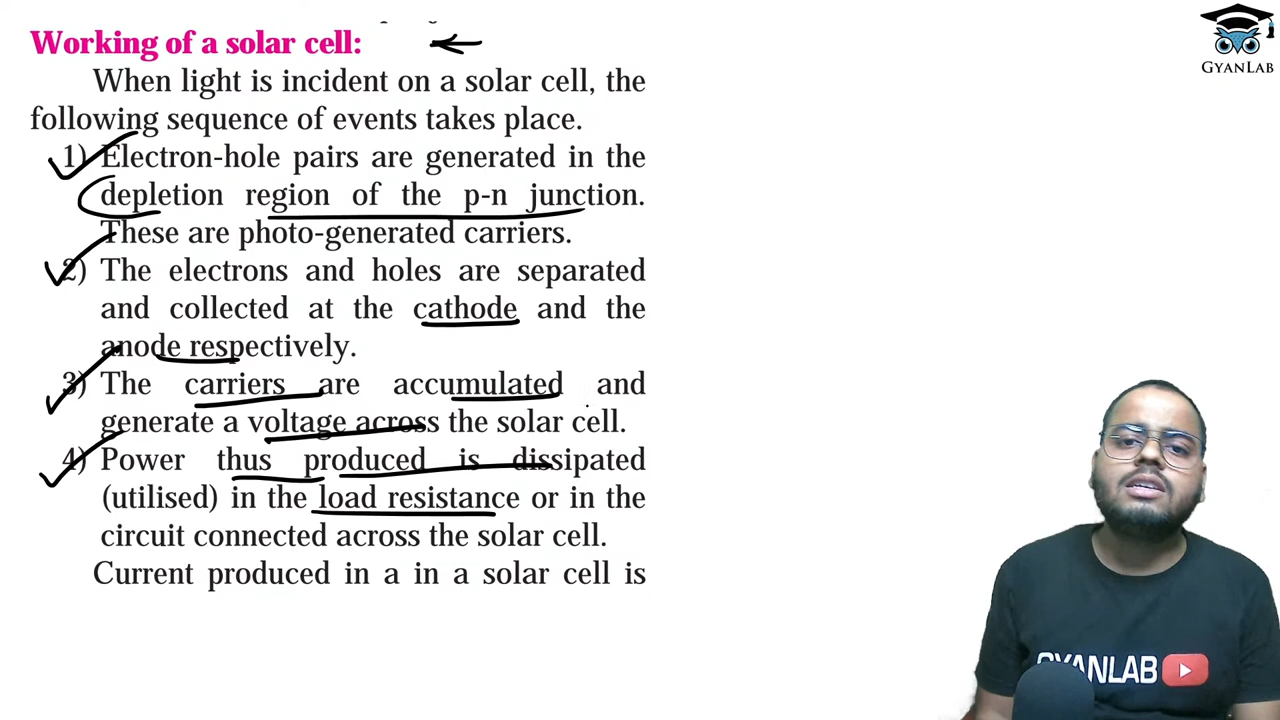 Working of a solar cell:
When light is incident on a solar cell, the
following sequence of events takes place.
1) Electron-hole pairs are generated in the
depletion region of the p-n junction.
These are photo-generated carriers.
2) The electrons and holes are separated
and collected at the cathode and the
anode respectively.
3) The carriers are accumulated and
generate a voltage across the solar cell.
4) Power thus produced is dissipated
(utilised) in the load resistance or in the
circuit connected across the solar cell.
Current produced in a in a solar cell is
GYANLAB
GYANLAB